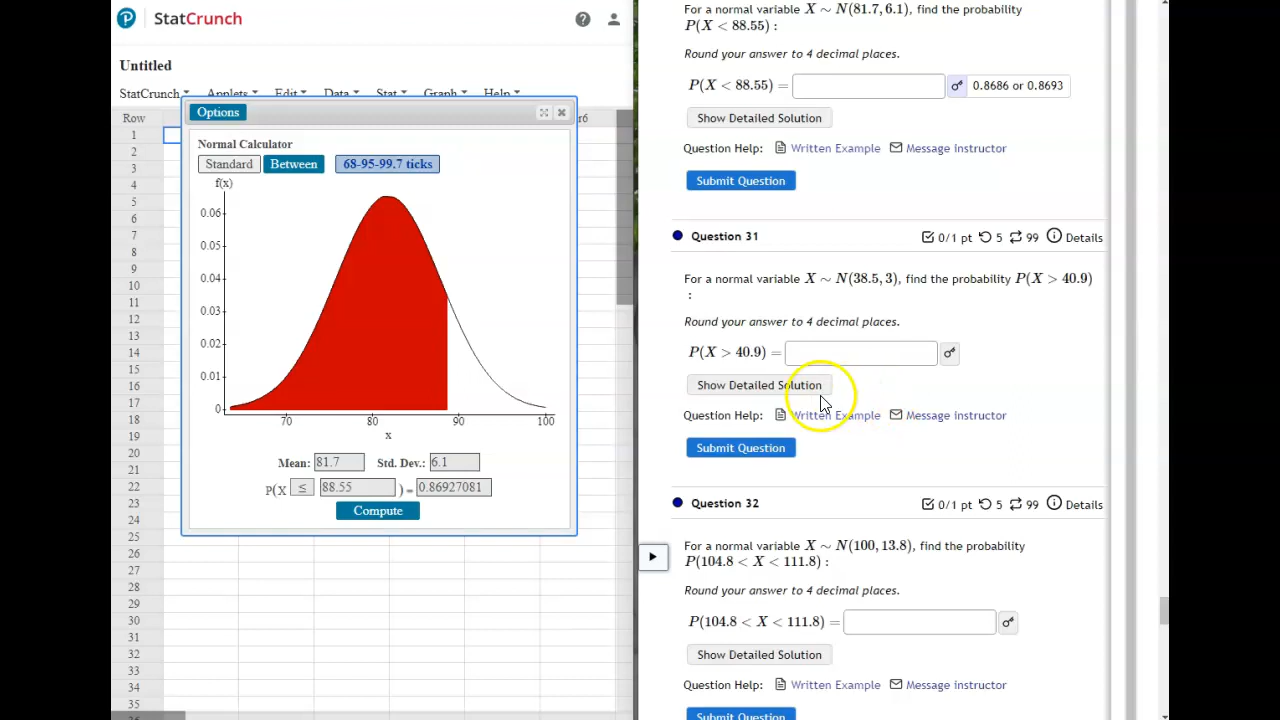 StatCrunch
Untitled
StatCrunch Applets Edit Data Stat Graph Help
Row
r6
1
2
3
4
5
6
7
8
9
10
11
12
13
14
15
16
17
18
19
20
21
22
23
24
25
26
27
28
29
30
31
32
33
34
35
Options
Normal Calculator
Standard Between 68-95-99.7 ticks
f(x)
0.06
0.05
0.04
0.03
0.02
0.01
0
70 80 90 100
x
Mean: 81.7 Std. Dev.: 6.1
P(X ≤ 88.55 ) = 0.86927081
Compute
For a normal variable X ~ N(81.7, 6.1), find the probability
P(X < 88.55) :
Round your answer to 4 decimal places.
P(X < 88.55) = 0.8686 or 0.8693
Show Detailed Solution
Question Help: Written Example Message instructor
Submit Question
Question 31 0/1 pt 5 99 Details
For a normal variable X ~ N(38.5, 3), find the probability P(X > 40.9)
:
Round your answer to 4 decimal places.
P(X > 40.9) =
Show Detailed Solution
Question Help: Written Example Message instructor
Submit Question
Question 32 0/1 pt 5 99 Details
For a normal variable X ~ N(100, 13.8), find the probability
P(104.8 < X < 111.8) :
Round your answer to 4 decimal places.
P(104.8 < X < 111.8) =
Show Detailed Solution
Question Help: Written Example Message instructor
Submit Question